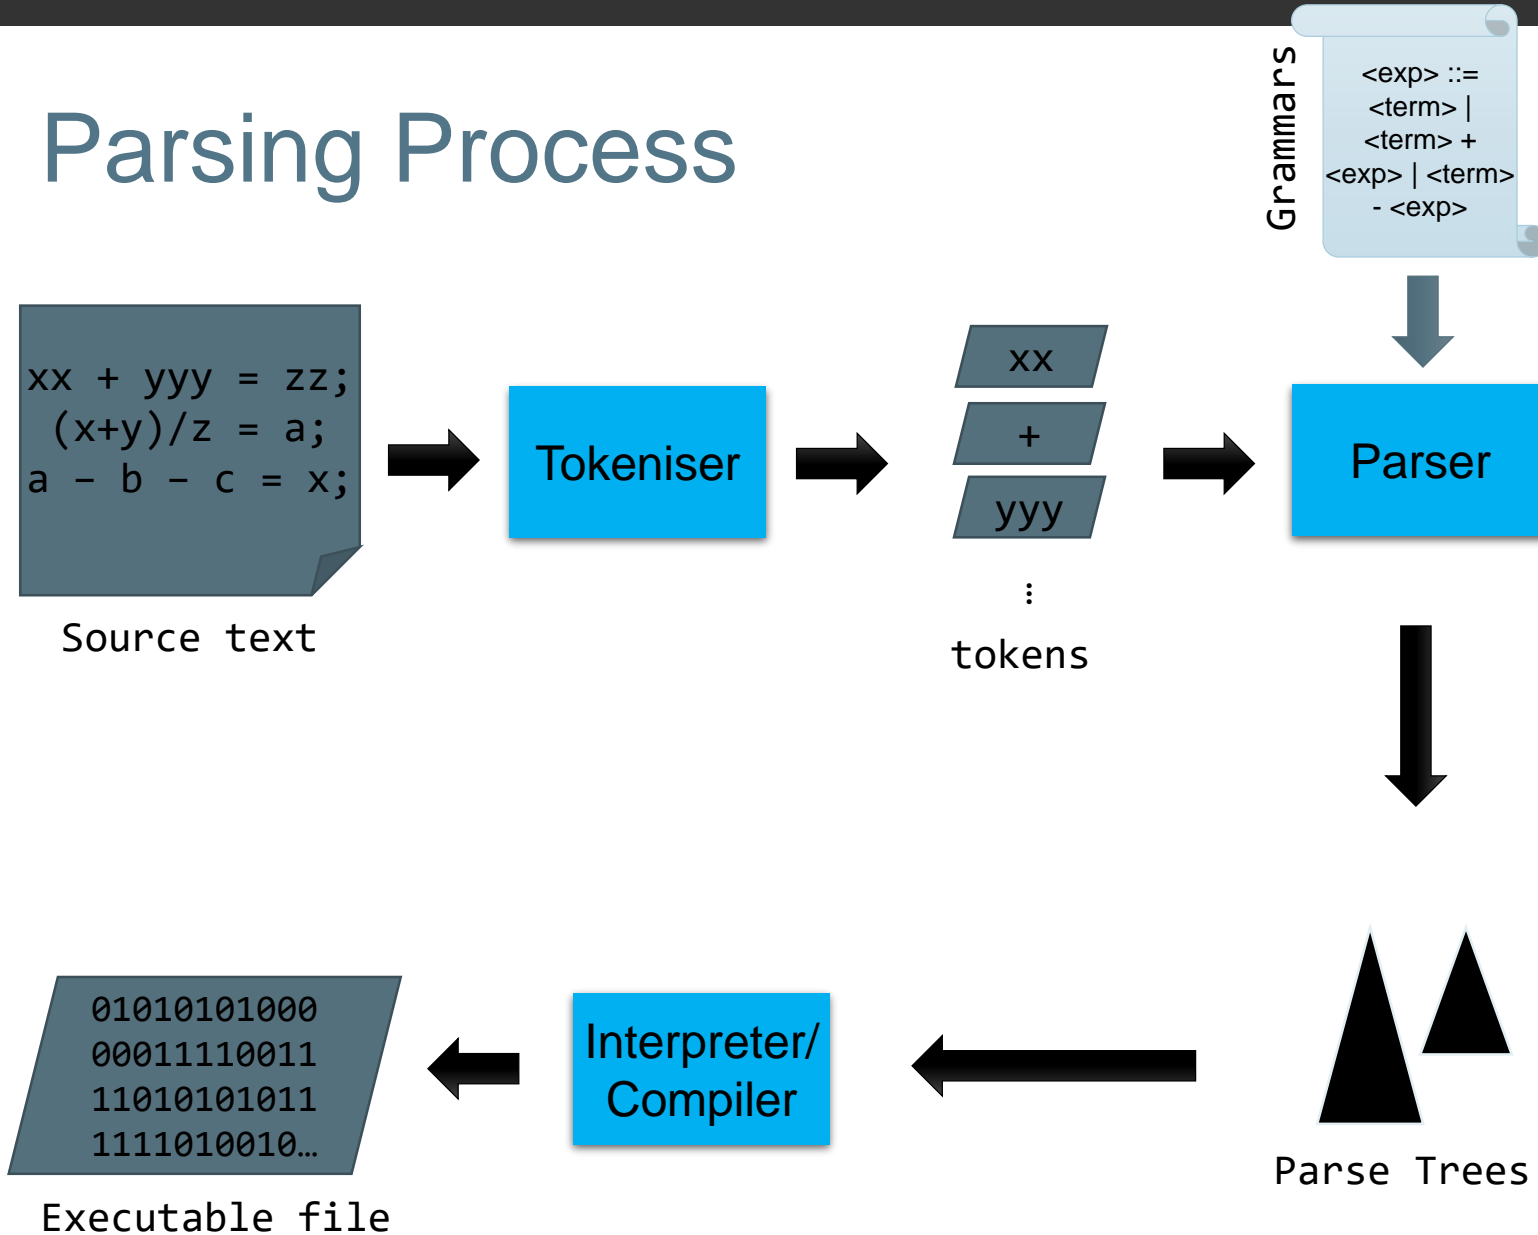 Parsing Process
Grammars
<exp> ::=
<term> |
<term> +
<exp> | <term>
- <exp>
xx + yyy = zz;
(x+y)/z = a;
a – b – c = x;
Source text
Tokeniser
xx
+
yyy
⋮
tokens
Parser
Parse Trees
Interpreter/
Compiler
01010101000
00011110011
11010101011
1111010010…
Executable file